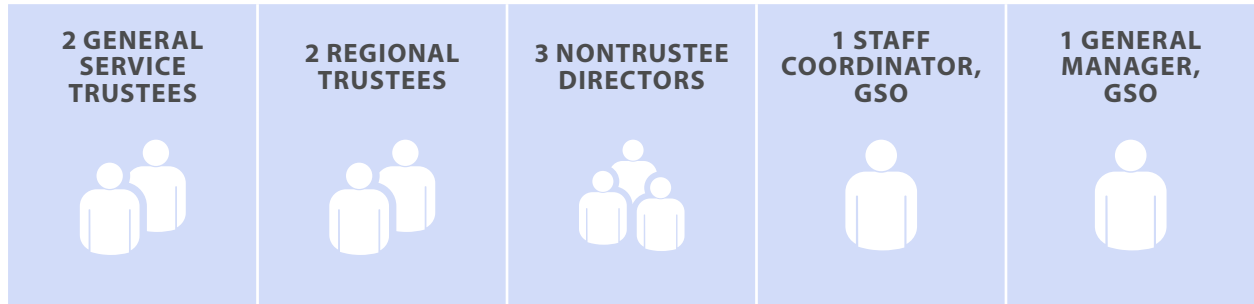 2 GENERAL
SERVICE
TRUSTEES
2 REGIONAL
TRUSTEES
3 NONTRUSTEE
DIRECTORS
1 STAFF
COORDINATOR,
GSO
1 GENERAL
MANAGER,
GSO